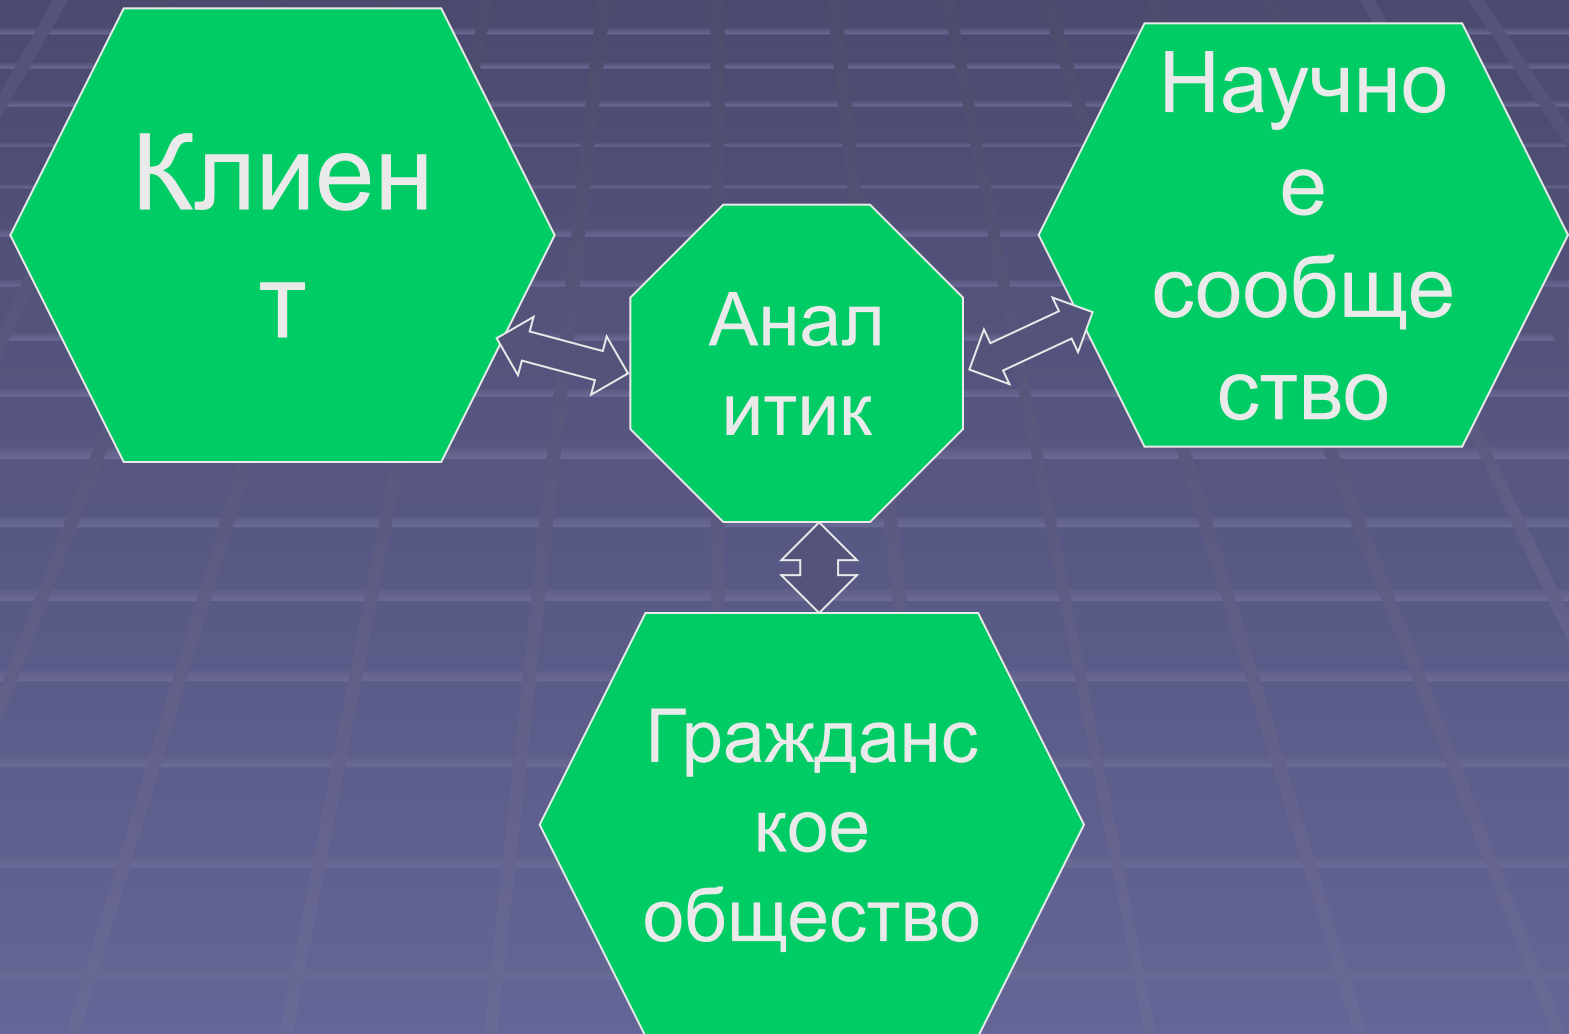 Клиен
т
Анал
итик
Научно
е
сообще
ство
Гражданс
кое
общество